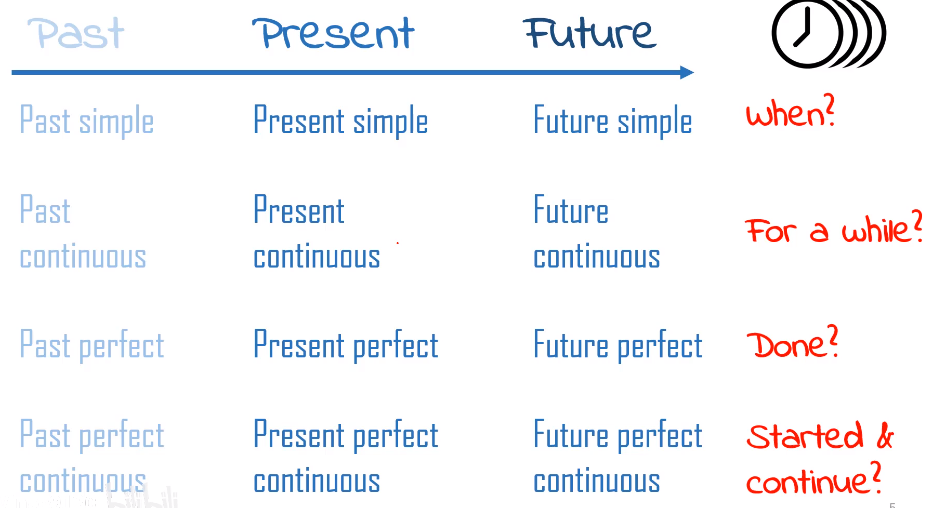 Past Present Future
Past simple Present simple Future simple When?
Past Present Future
continuous continuous continuous For a while?
Past perfect Present perfect Future perfect Done?
Past perfect Present perfect Future perfect Started &
continuous continuous continuous continue?
bilibili